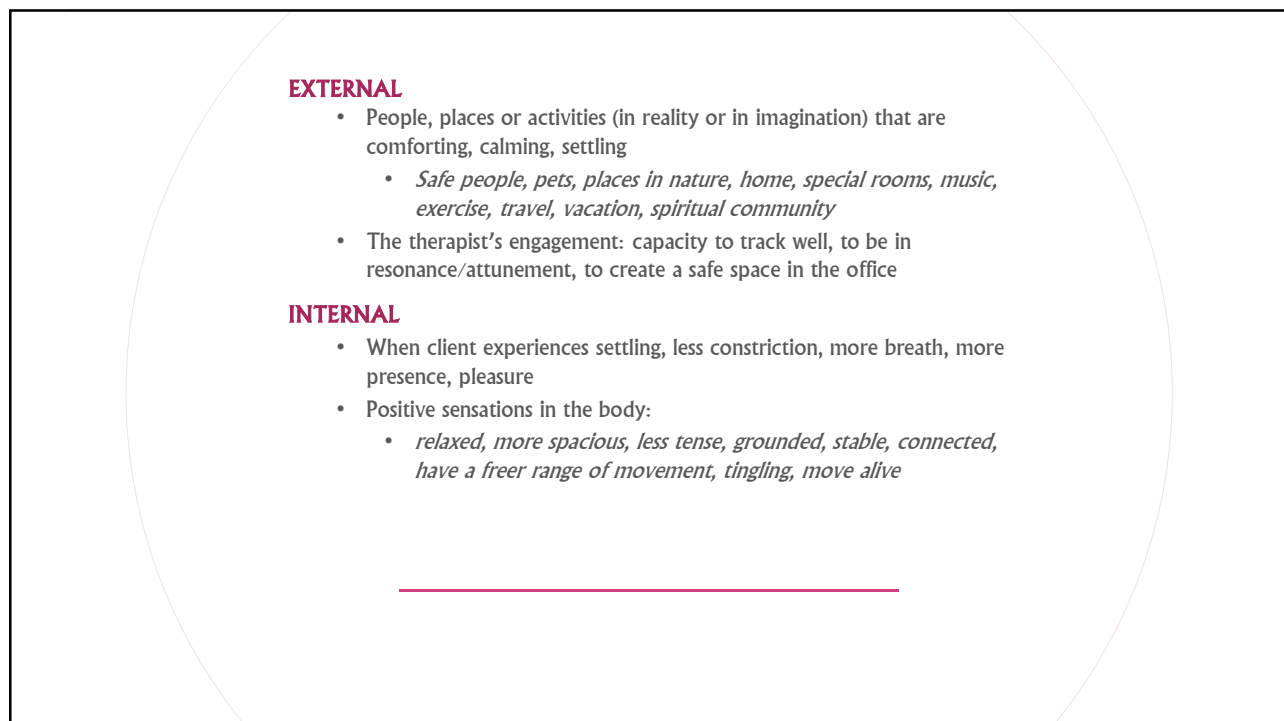 EXTERNAL
• People, places or activities (in reality or in imagination) that are
comforting, calming, settling
• Safe people, pets, places in nature, home, special rooms, music,
exercise, travel, vacation, spiritual community
• The therapist's engagement: capacity to track well, to be in
resonance/attunement, to create a safe space in the office
INTERNAL
• When client experiences settling, less constriction, more breath, more
presence, pleasure
• Positive sensations in the body:
• relaxed, more spacious, less tense, grounded, stable, connected,
have a freer range of movement, tingling, move alive